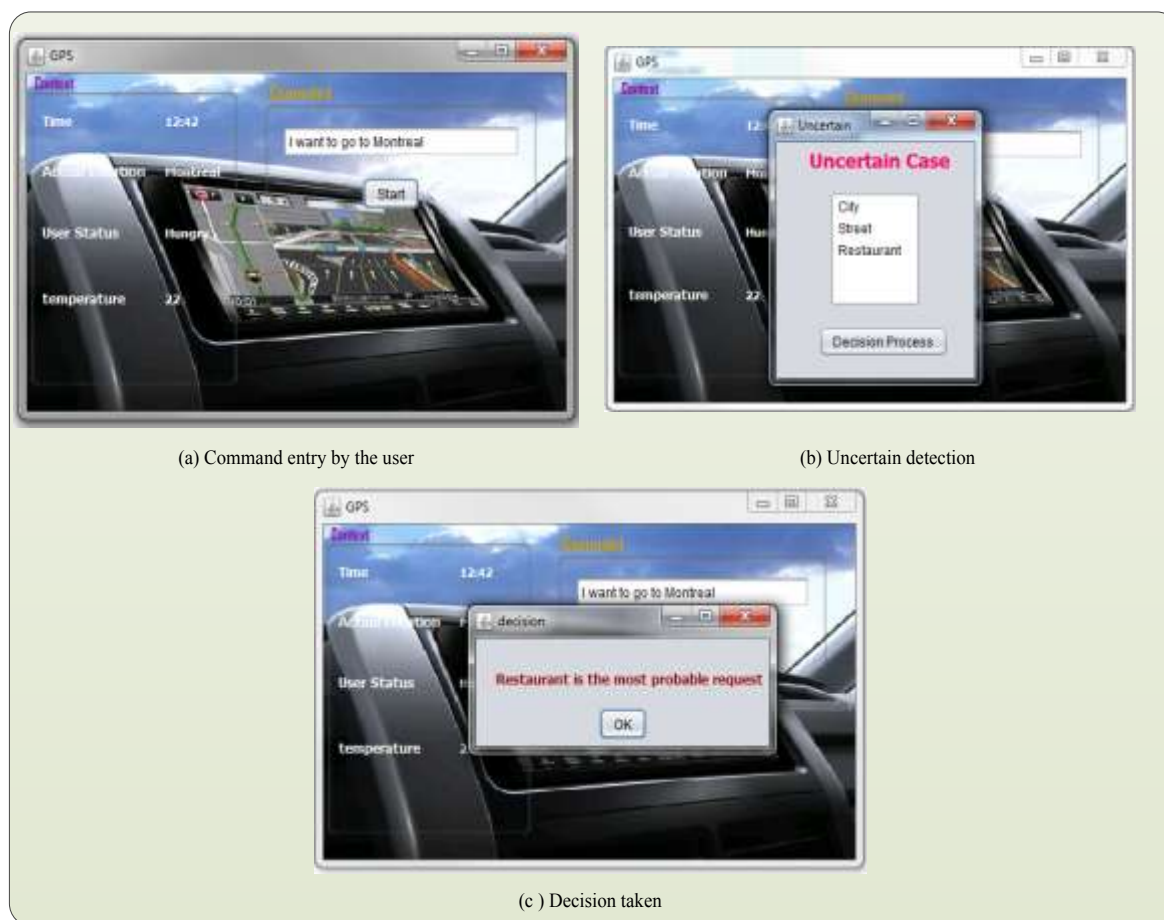 GPS
Context
Command
Time 12:42
I want to go to Montreal
Montreal
Start
User Status Hungry
temperature 22
(a) Command entry by the user
GPS
Context
Command
Uncertain
Time
Uncertain Case
City
Street
Restaurant
User Status
temperature 22
Decision Process
(b) Uncertain detection
GPS
Context
Command
Time 12:42
I want to go to Montreal
decision
User Status
Restaurant is the most probable request
OK
temperature
(c ) Decision taken